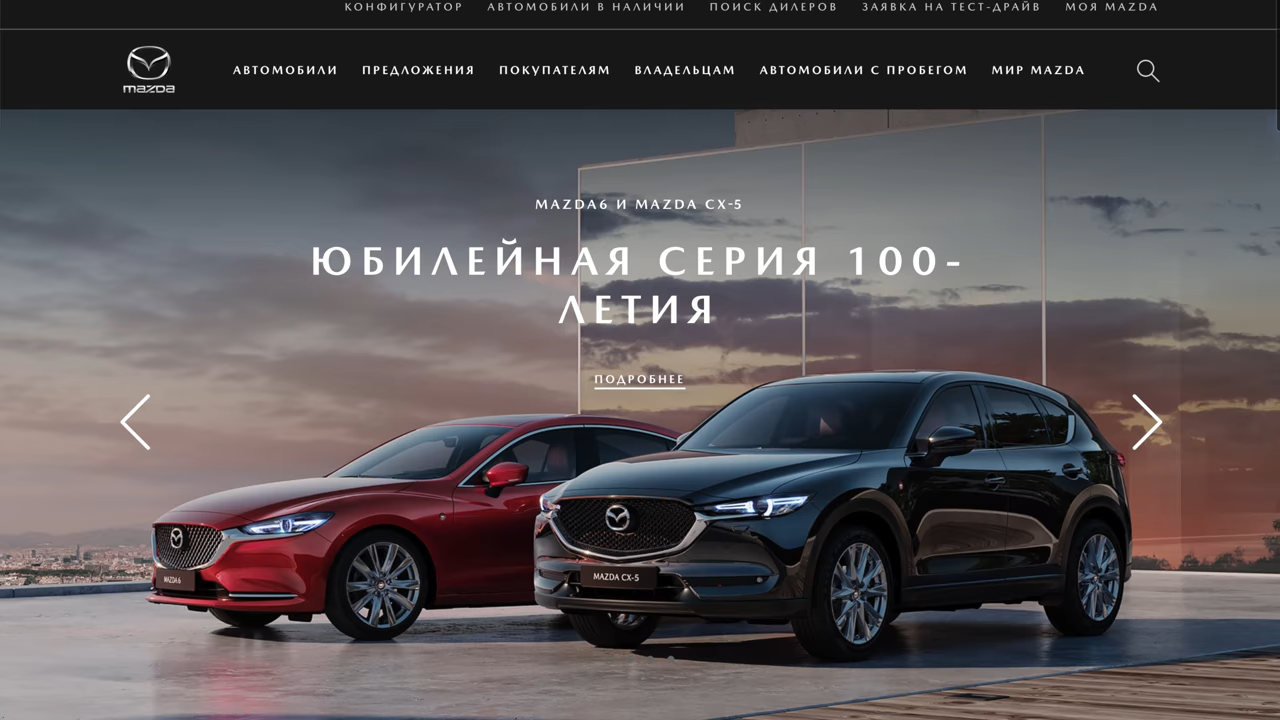 КОНФИГУРАТОР АВТОМОБИЛИ В НАЛИЧИИ ПОИСК ДИЛЕРОВ ЗАЯВКА НА ТЕСТ-ДРАЙВ МОЯ MAZDA
mazda АВТОМОБИЛИ ПРЕДЛОЖЕНИЯ ПОКУПАТЕЛЯМ ВЛАДЕЛЬЦАМ АВТОМОБИЛИ С ПРОБЕГОМ МИР MAZDA
MAZDA6 И MAZDA CX-5
ЮБИЛЕЙНАЯ СЕРИЯ 100-
ЛЕТИЯ
ПОДРОБНЕЕ
MAZDA6
MAZDA CX-5